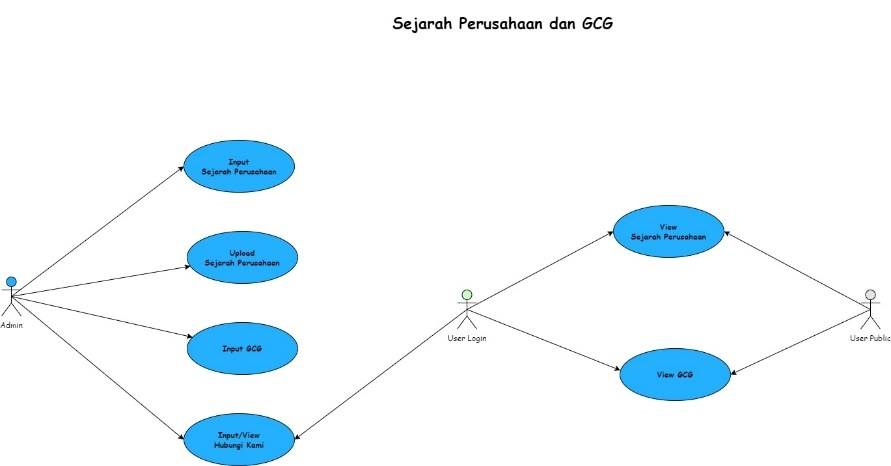 Sejarah Perusahaan dan GCG
Input
Sejarah Perusahaan
Upload
Sejarah Perusahaan
Input GCG
Input/View
Hubungi Kami
Admin
User Login
View
Sejarah Perusahaan
View GCG
User Public